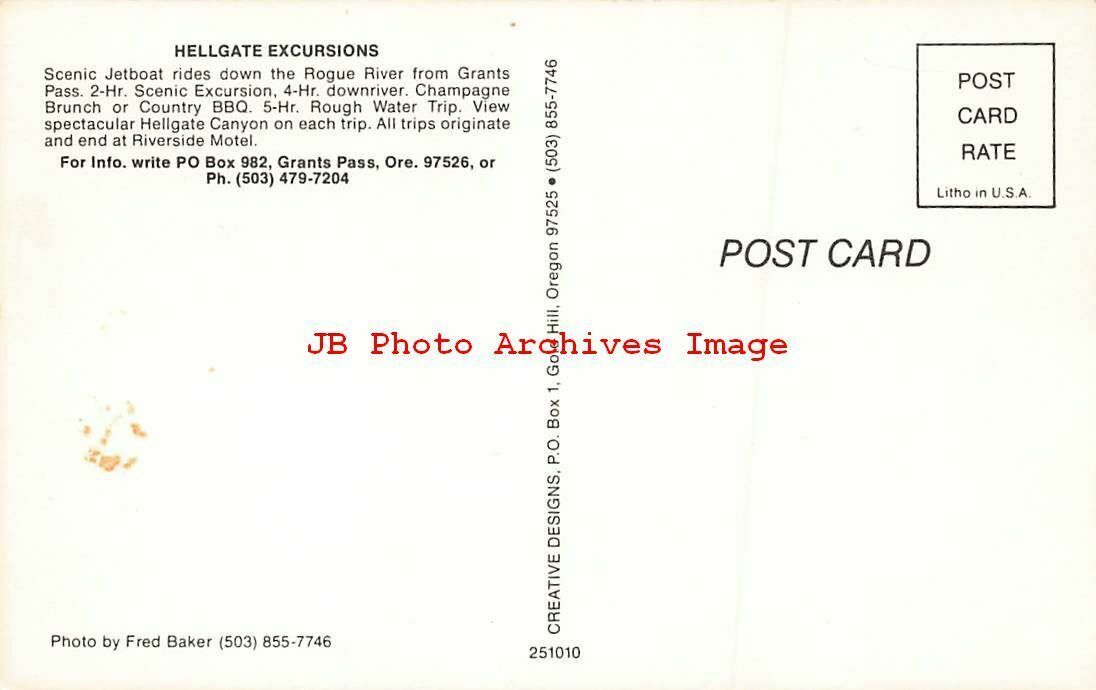 HELLGATE EXCURSIONS
Scenic Jetboat rides down the Rogue River from Grants
Pass. 2-Hr. Scenic Excursion, 4-Hr. downriver. Champagne
Brunch or Country BBQ. 5-Hr. Rough Water Trip. View
spectacular Hellgate Canyon on each trip. All trips originate
and end at Riverside Motel.
For Info. write PO Box 982, Grants Pass, Ore. 97526, or
Ph. (503) 479-7204
Photo by Fred Baker (503) 855-7746
CREATIVE DESIGNS, P.O. Box 1, Gold Hill, Oregon 97525 • (503) 855-7746
251010
POST
CARD
RATE
Litho in U.S.A.
POST CARD
JB Photo Archives Image